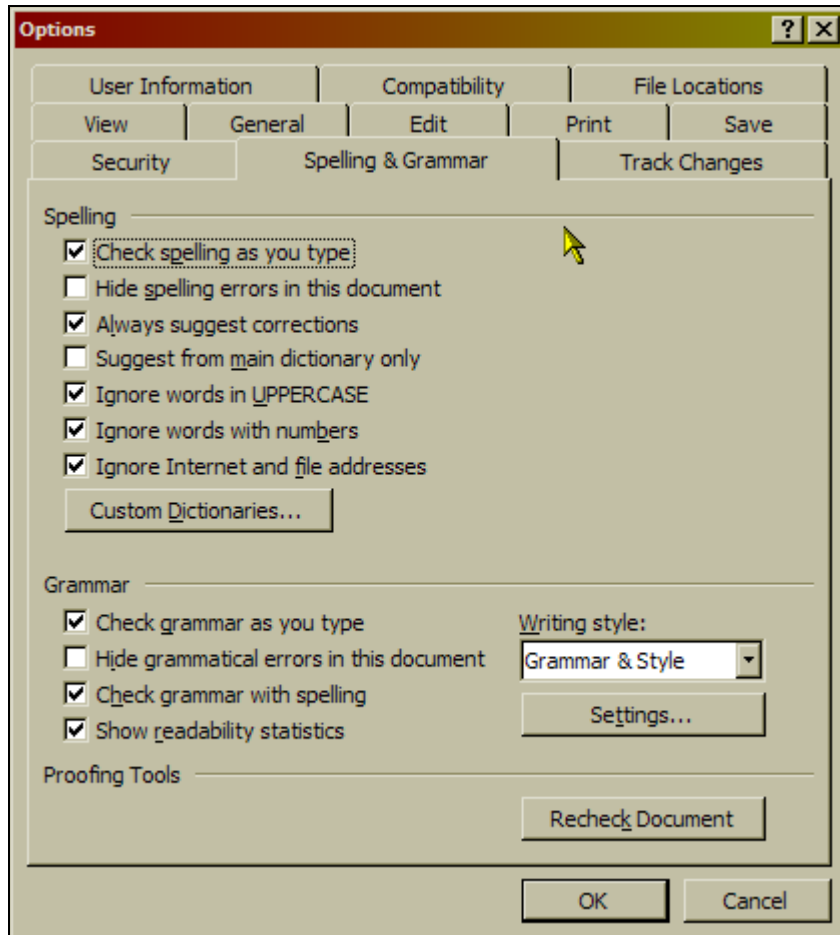 Options
User Information Compatibility File Locations
View General Edit Print Save
Security Spelling & Grammar Track Changes
Spelling
Check spelling as you type
Hide spelling errors in this document
Always suggest corrections
Suggest from main dictionary only
Ignore words in UPPERCASE
Ignore words with numbers
Ignore Internet and file addresses
Custom Dictionaries...
Grammar
Check grammar as you type
Hide grammatical errors in this document
Check grammar with spelling
Show readability statistics
Writing style:
Grammar & Style
Settings...
Proofing Tools
Recheck Document
OK Cancel